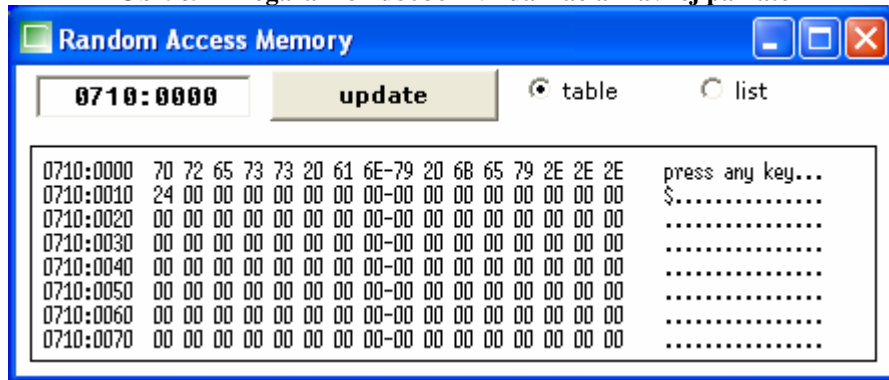 Random Access Memory
0710:0000 update table list
0710:0000 70 72 65 73 73 20 61 6E-79 20 6B 65 79 2E 2E 2E press any key...
0710:0010 24 00 00 00 00 00 00 00-00 00 00 00 00 00 00 00 $...............
0710:0020 00 00 00 00 00 00 00 00-00 00 00 00 00 00 00 00 ................
0710:0030 00 00 00 00 00 00 00 00-00 00 00 00 00 00 00 00 ................
0710:0040 00 00 00 00 00 00 00 00-00 00 00 00 00 00 00 00 ................
0710:0050 00 00 00 00 00 00 00 00-00 00 00 00 00 00 00 00 ................
0710:0060 00 00 00 00 00 00 00 00-00 00 00 00 00 00 00 00 ................
0710:0070 00 00 00 00 00 00 00 00-00 00 00 00 00 00 00 00 ................